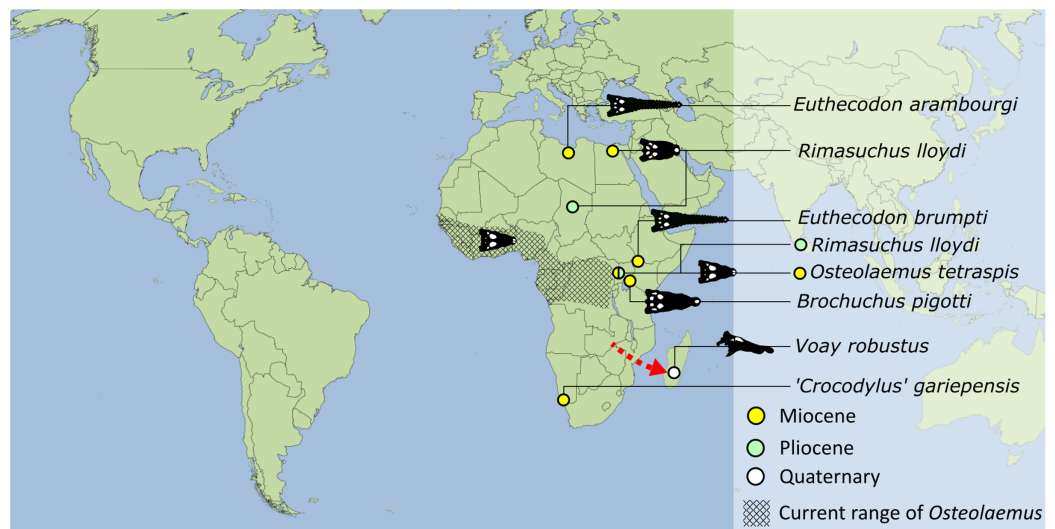 Euthecodon arambourgi
Rimasuchus lloydi
Euthecodon brumpti
Rimasuchus lloydi
Osteolaemus tetraspis
Brochuchus pigotti
Voay robustus
'Crocodylus' gariepensis
Miocene
Pliocene
Quaternary
Current range of Osteolaemus